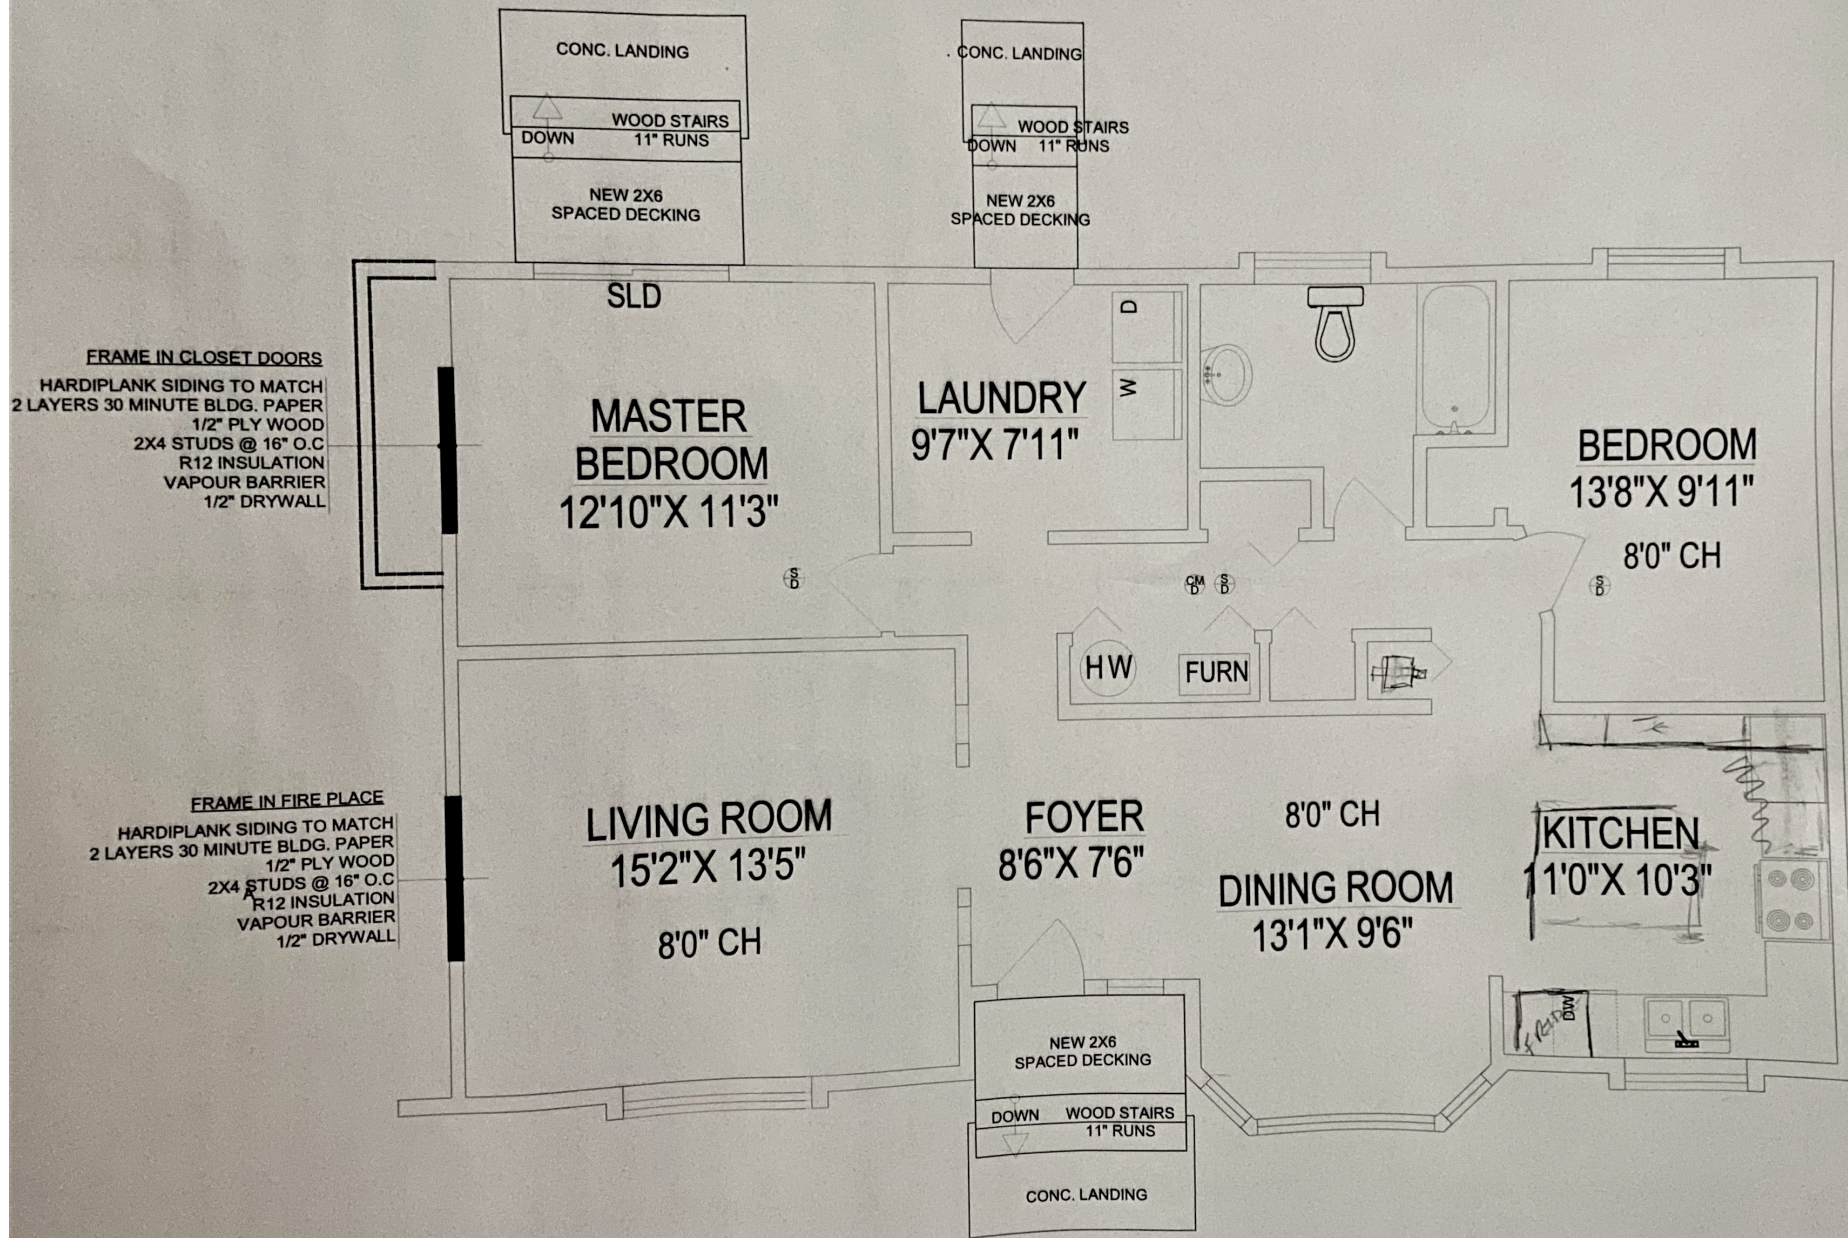 CONC. LANDING
WOOD STAIRS
DOWN
11" RUNS
NEW 2X6
SPACED DECKING
CONC. LANDING
WOOD STAIRS
DOWN
11" RUNS
NEW 2X6
SPACED DECKING
SLD
FRAME IN CLOSET DOORS
HARDIPLANK SIDING TO MATCH
2 LAYERS 30 MINUTE BLDG. PAPER
1/2" PLY WOOD
2X4 STUDS @ 16" O.C
R12 INSULATION
VAPOUR BARRIER
1/2" DRYWALL
MASTER
BEDROOM
12'10"X 11'3"
S
D
LAUNDRY
9'7"X 7'11"
D
W
BEDROOM
13'8"X 9'11"
8'0" CH
S
D
CM
D
S
D
HW
FURN
FRAME IN FIRE PLACE
HARDIPLANK SIDING TO MATCH
2 LAYERS 30 MINUTE BLDG. PAPER
1/2" PLY WOOD
2X4 STUDS @ 16" O.C
R12 INSULATION
VAPOUR BARRIER
1/2" DRYWALL
LIVING ROOM
15'2"X 13'5"
8'0" CH
FOYER
8'6"X 7'6"
8'0" CH
DINING ROOM
13'1"X 9'6"
KITCHEN
11'0"X 10'3"
DW
NEW 2X6
SPACED DECKING
DOWN
WOOD STAIRS
11" RUNS
CONC. LANDING